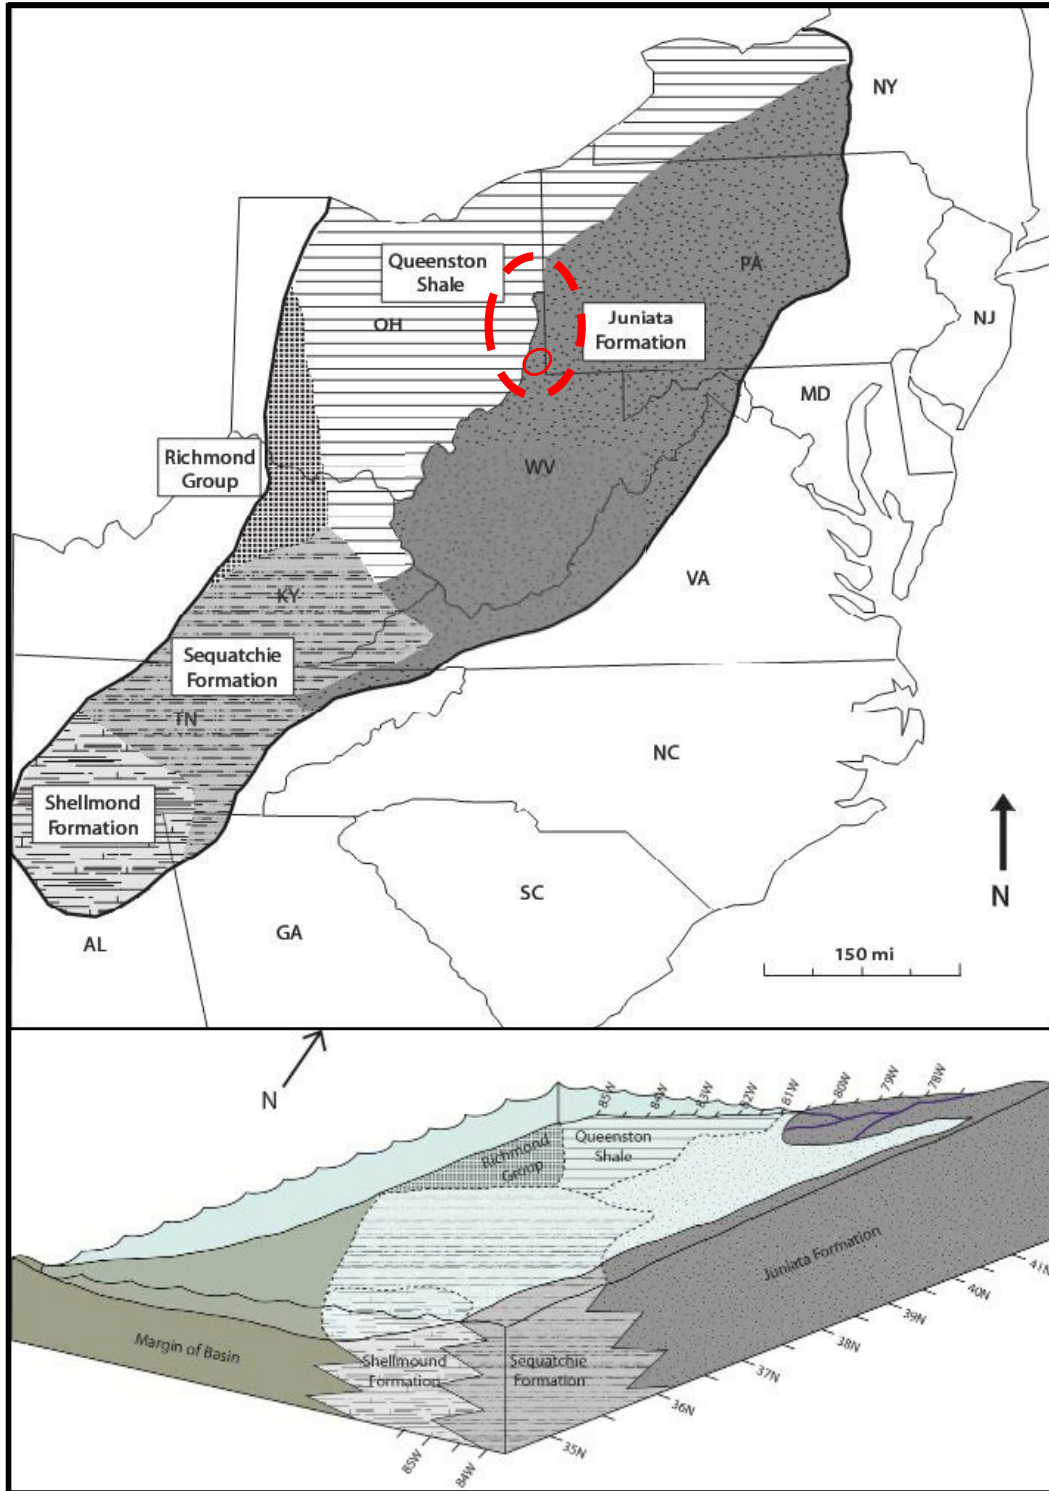 NY
PA
Queenston
Shale
OH
Juniata
Formation
NJ
MD
Richmond
Group
WV
VA
KY
Sequatchie
Formation
TN
NC
Shellmond
Formation
SC
N
AL
GA
150 mi
N
85W
84W
83W
82W
81W
80W
79W
78W
Queenston
Shale
Richmond
Group
Juniata Formation
41N
40N
39N
38N
37N
36N
35N
Margin of Basin
Shellmound
Formation
Sequatchie
Formation
85W
84W